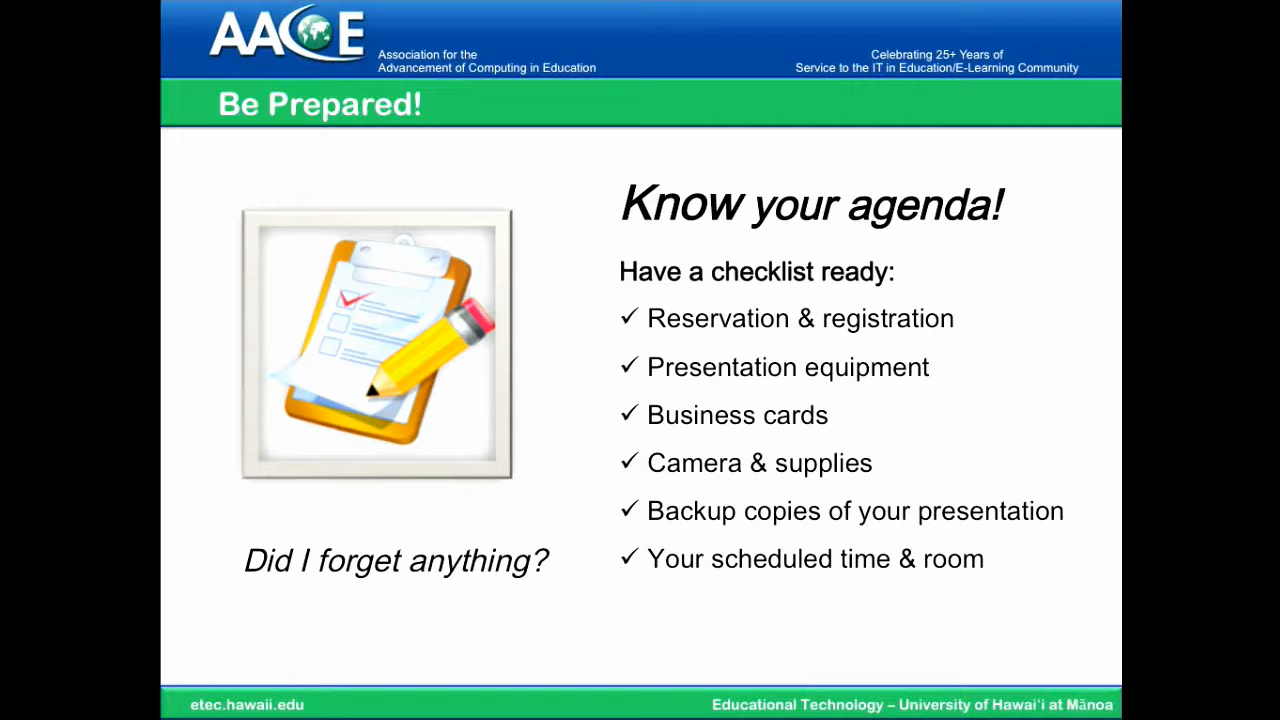 AACE
Association for the
Advancement of Computing in Education
Celebrating 25+ Years of
Service to the IT in Education/E-Learning Community
Be Prepared!
Know your agenda!
Have a checklist ready:
✓ Reservation & registration
✓ Presentation equipment
✓ Business cards
✓ Camera & supplies
✓ Backup copies of your presentation
✓ Your scheduled time & room
Did I forget anything?
etec.hawaii.edu
Educational Technology – University of Hawai‘i at Mānoa